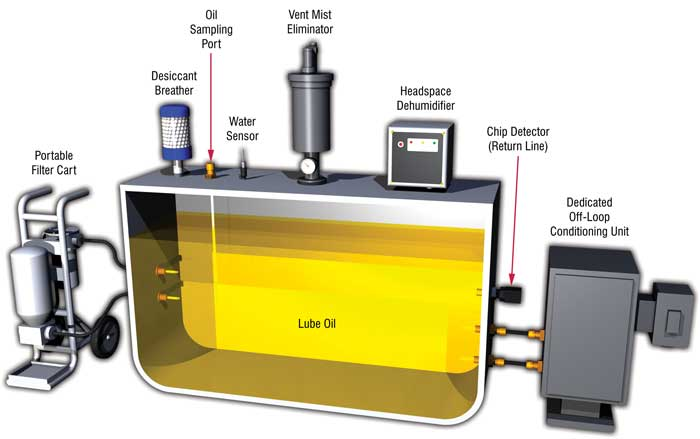 Oil
Sampling
Port
Vent Mist
Eliminator
Desiccant
Breather
Water
Sensor
Headspace
Dehumidifier
Chip Detector
(Return Line)
Portable
Filter Cart
Dedicated
Off-Loop
Conditioning Unit
Lube Oil